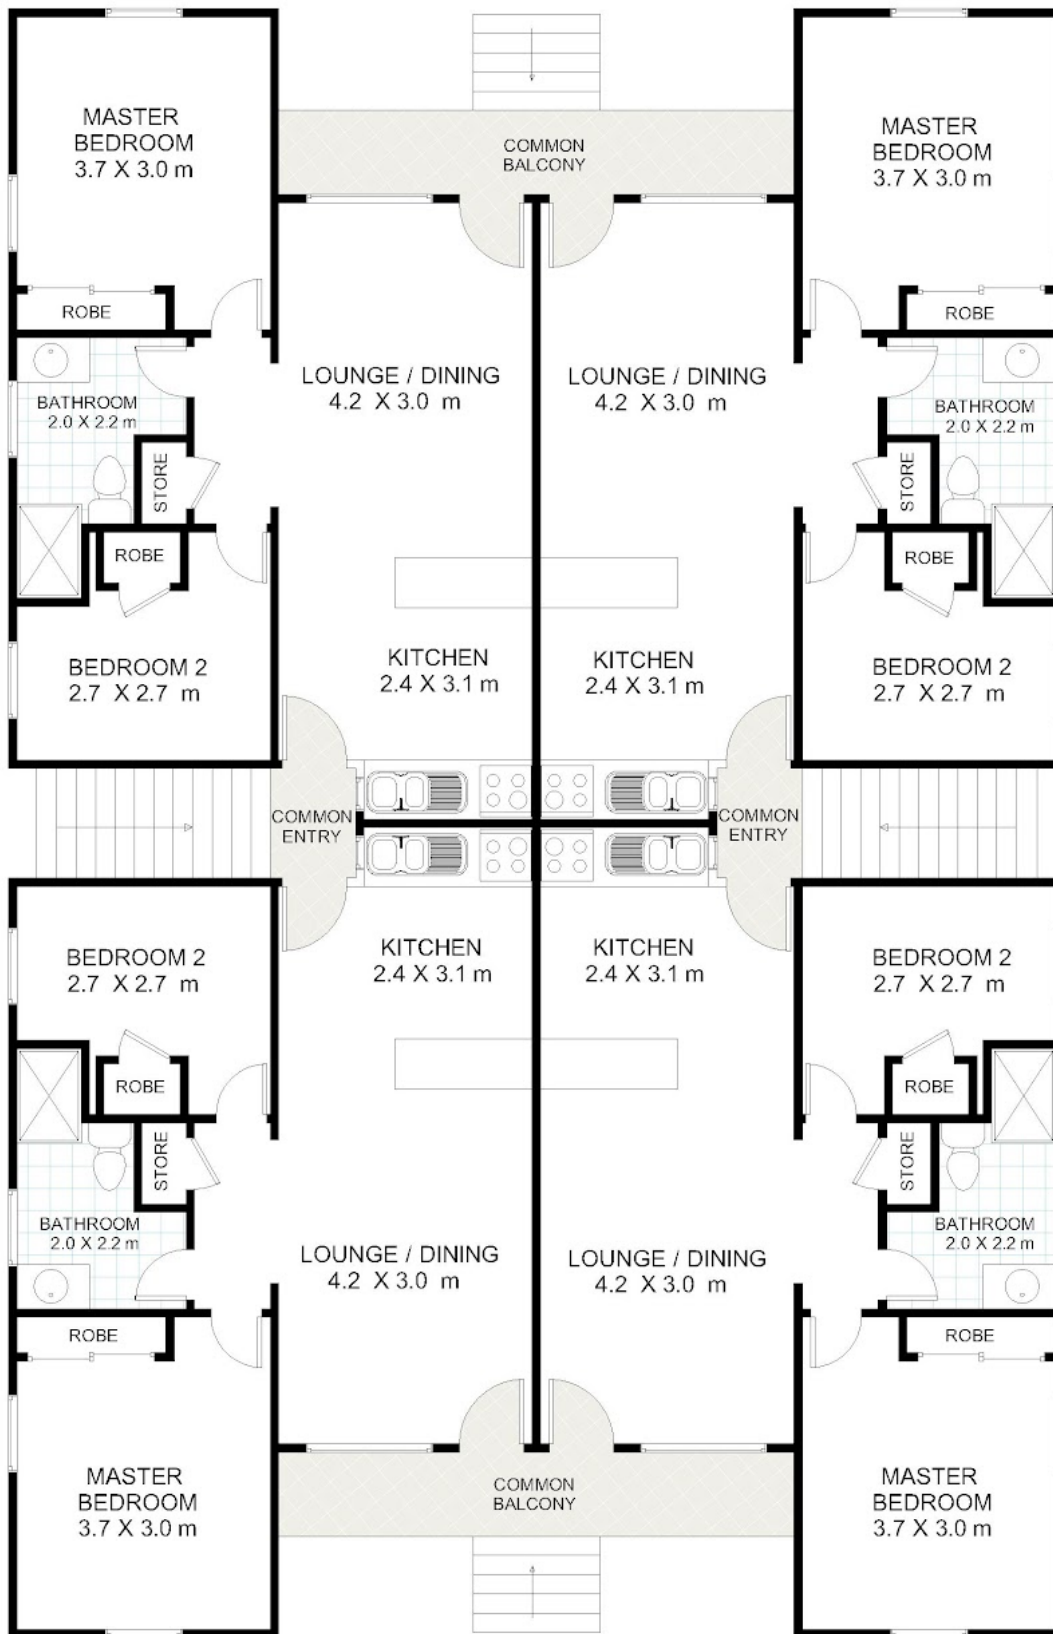 MASTER
BEDROOM
3.7 X 3.0 m
COMMON
BALCONY
MASTER
BEDROOM
3.7 X 3.0 m
ROBE
ROBE
LOUNGE / DINING
4.2 X 3.0 m
LOUNGE / DINING
4.2 X 3.0 m
BATHROOM
2.0 X 2.2 m
BATHROOM
2.0 X 2.2 m
STORE
STORE
ROBE
ROBE
BEDROOM 2
2.7 X 2.7 m
KITCHEN
2.4 X 3.1 m
KITCHEN
2.4 X 3.1 m
BEDROOM 2
2.7 X 2.7 m
COMMON
ENTRY
COMMON
ENTRY
BEDROOM 2
2.7 X 2.7 m
KITCHEN
2.4 X 3.1 m
KITCHEN
2.4 X 3.1 m
BEDROOM 2
2.7 X 2.7 m
ROBE
ROBE
STORE
STORE
BATHROOM
2.0 X 2.2 m
BATHROOM
2.0 X 2.2 m
LOUNGE / DINING
4.2 X 3.0 m
LOUNGE / DINING
4.2 X 3.0 m
ROBE
ROBE
MASTER
BEDROOM
3.7 X 3.0 m
COMMON
BALCONY
MASTER
BEDROOM
3.7 X 3.0 m